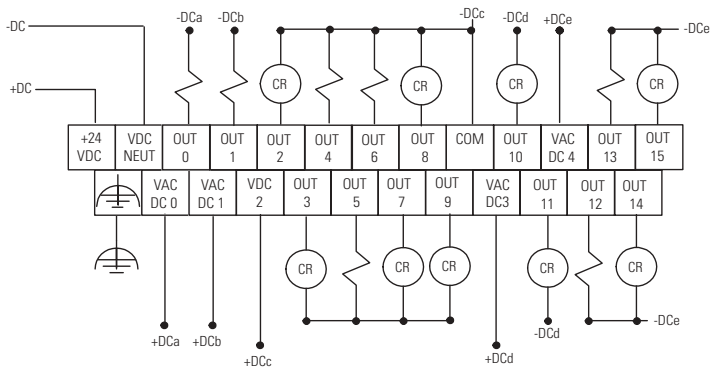 -DC
-DCa
-DCb
-DCc
-DCd
+DCe
-DCe
+DC
CR
CR
CR
CR
+24 VDC
VDC NEUT
OUT 0
OUT 1
OUT 2
OUT 4
OUT 6
OUT 8
COM
OUT 10
VAC DC 4
OUT 13
OUT 15
VAC DC 0
VAC DC 1
VDC 2
OUT 3
OUT 5
OUT 7
OUT 9
VAC DC3
OUT 11
OUT 12
OUT 14
CR
CR
CR
CR
CR
+DCa
+DCb
+DCc
+DCd
-DCd
-DCe